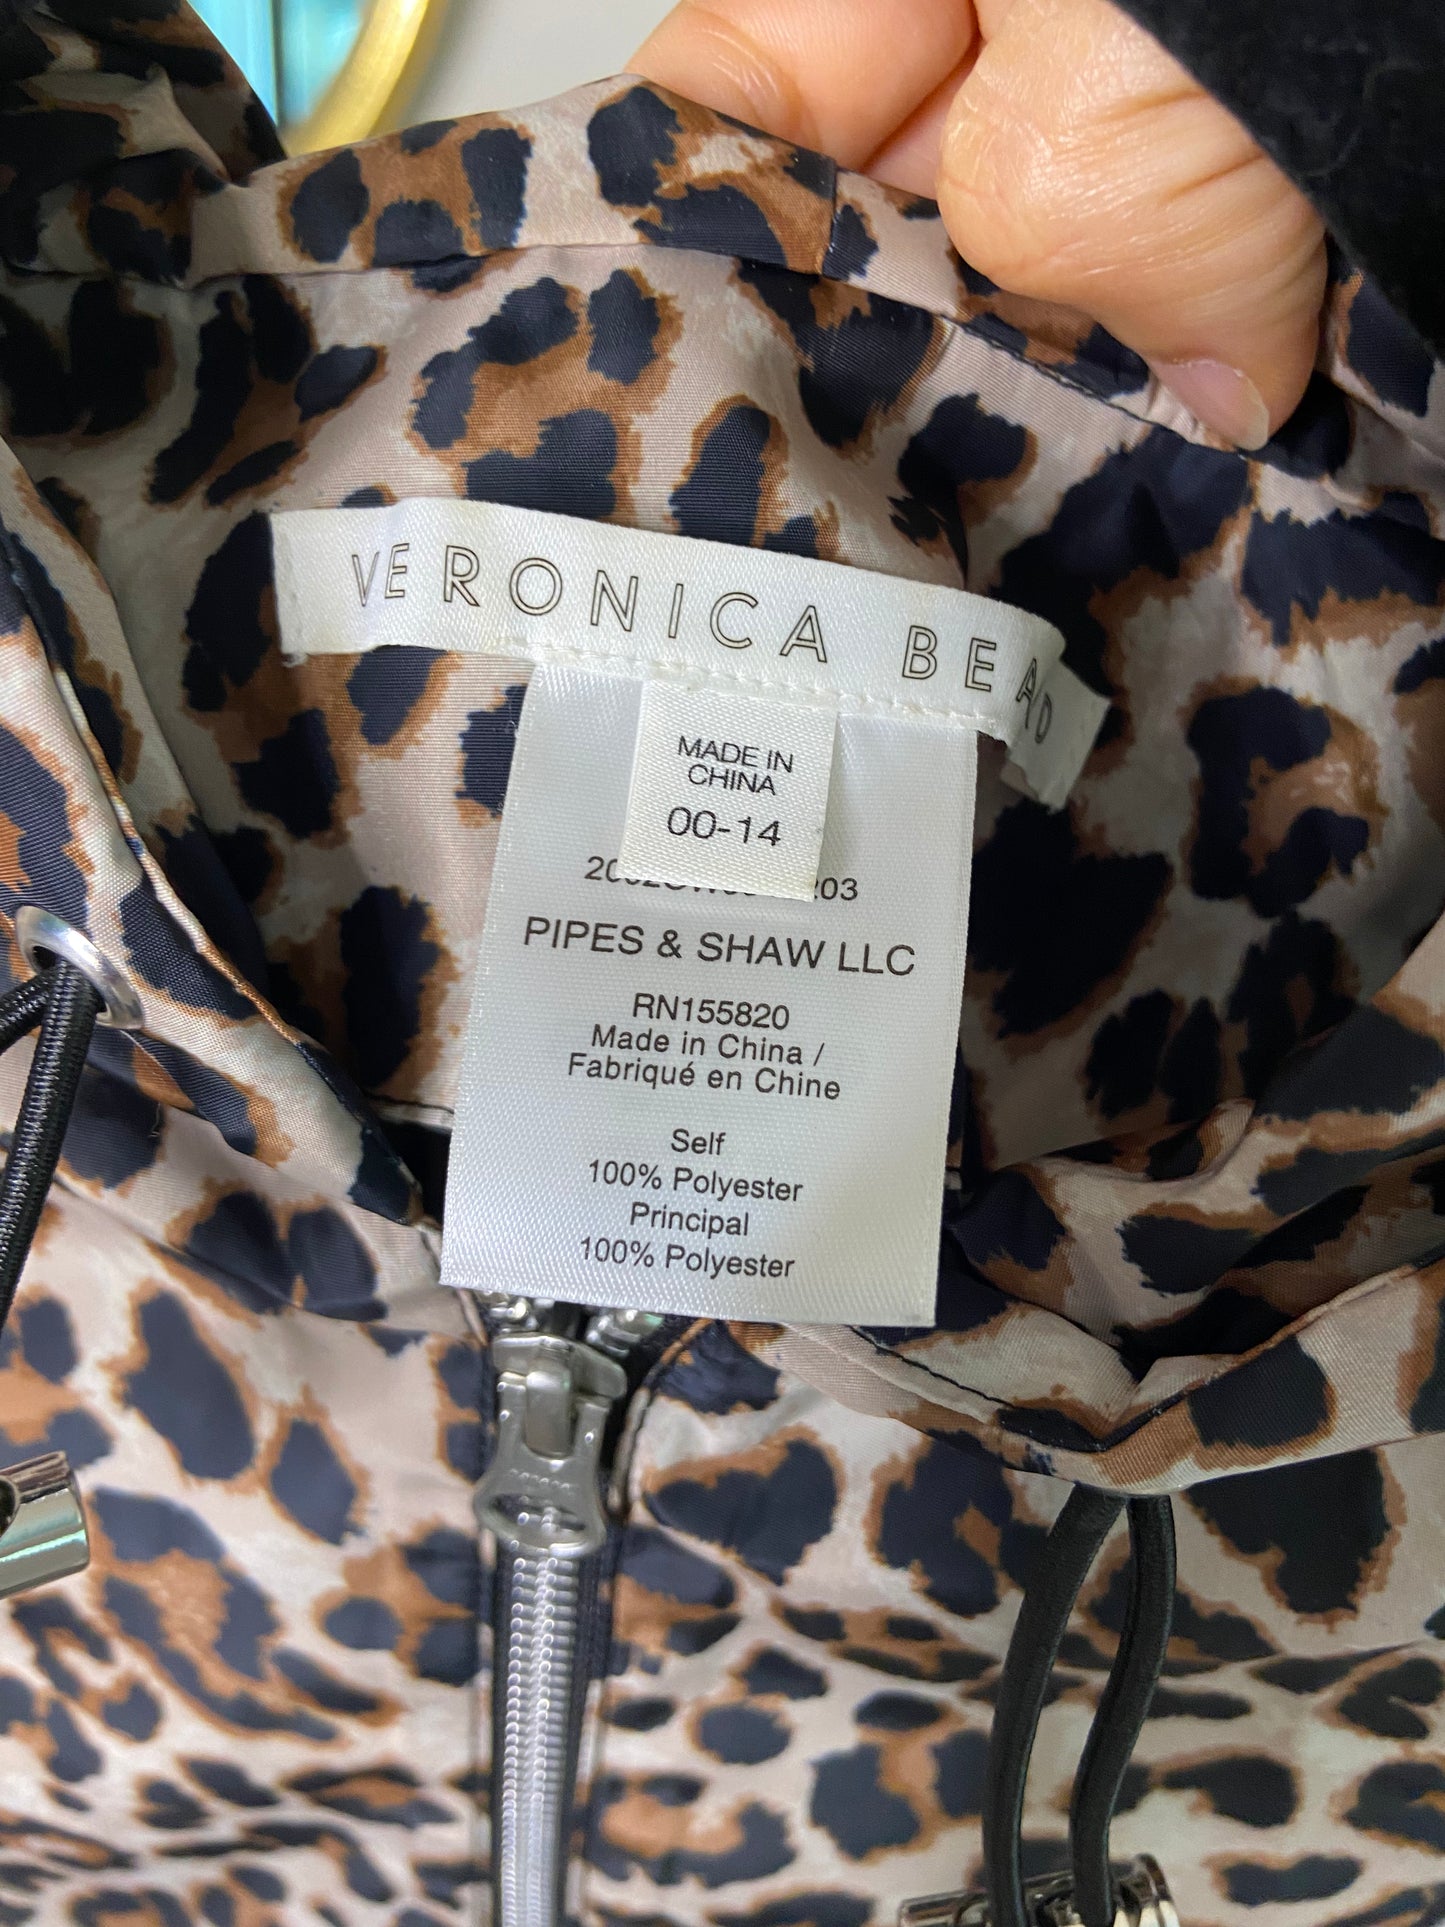 VERONICA BEARD
MADE IN
CHINA
00-14
PIPES & SHAW LLC
RN155820
Made in China /
Fabriqué en Chine
Self
100% Polyester
Principal
100% Polyester